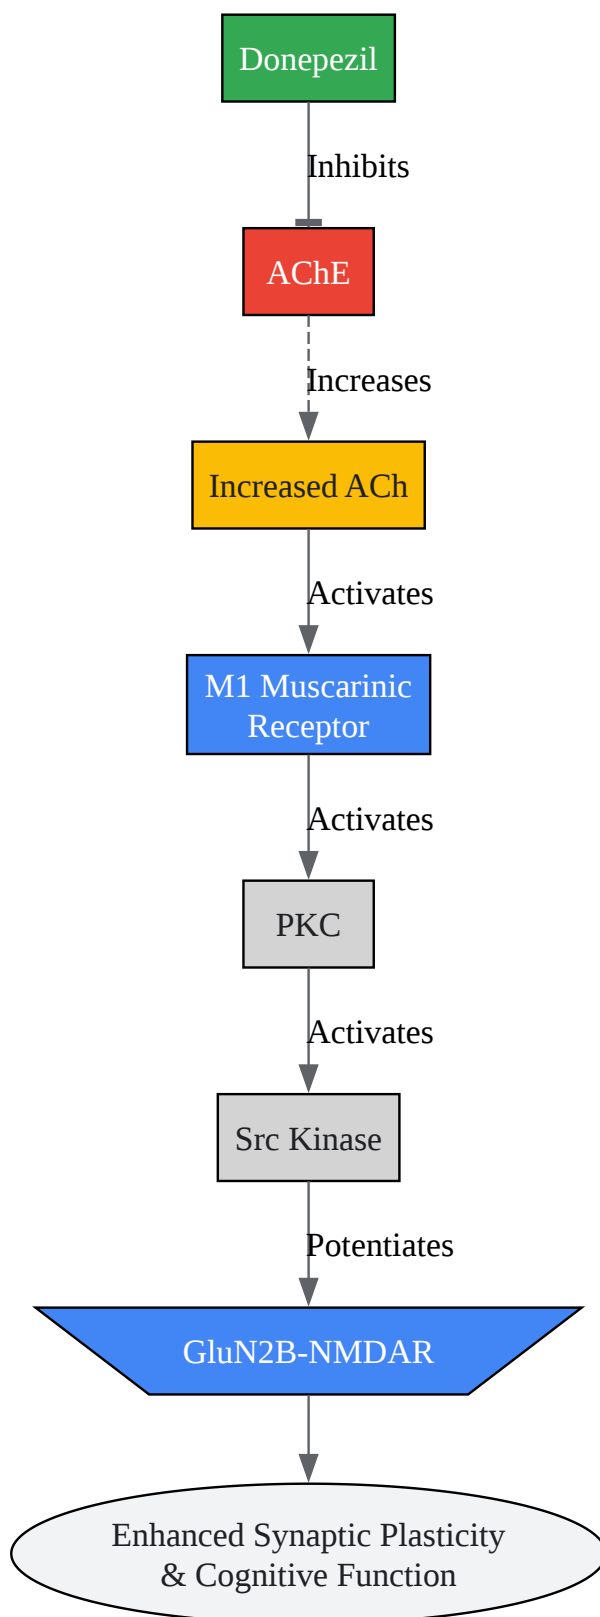 Donepezil
Inhibits
AChE
Increases
Increased ACh
Activates
M1 Muscarinic
Receptor
Activates
PKC
Activates
Src Kinase
Potentiates
GluN2B-NMDAR
Enhanced Synaptic Plasticity
& Cognitive Function